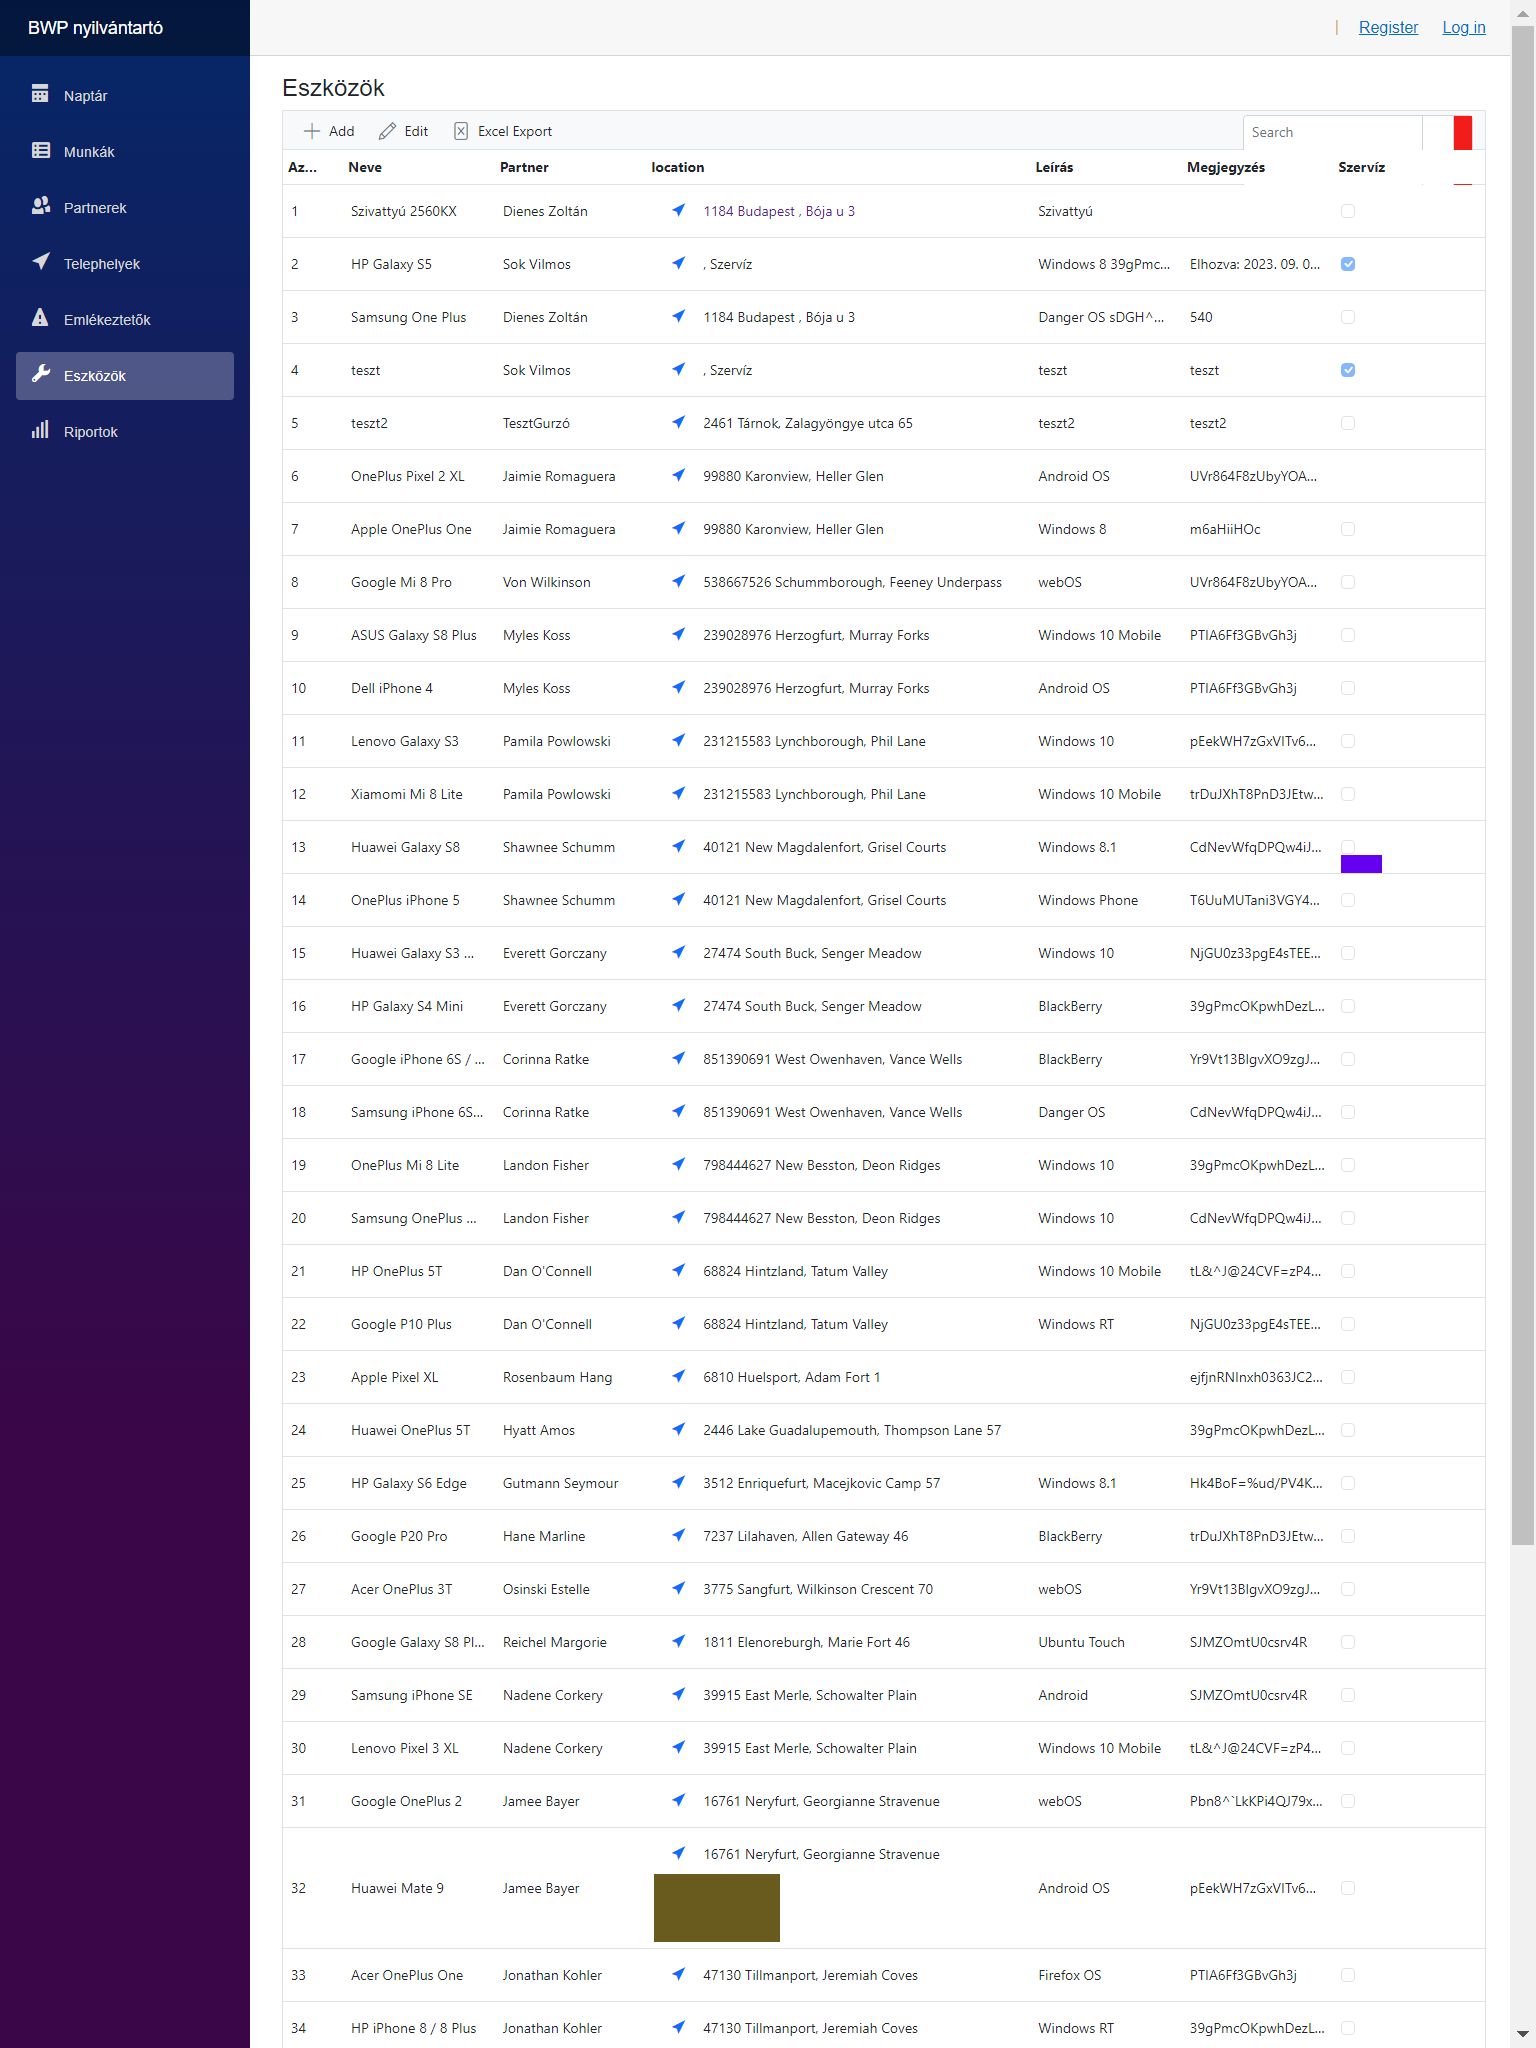 BWP nyilvántartó
Register Log in
Naptár
Munkák
Partnerek
Telephelyek
Emlékeztetők
Eszközök
Riportok
Eszközök
Add Edit Excel Export Search
Az... Neve Partner location Leírás Megjegyzés Szervíz
1 Szivattyú 2560KX Dienes Zoltán 1184 Budapest , Bója u 3 Szivattyú
2 HP Galaxy S5 Sok Vilmos , Szervíz Windows 8 39gPmc... Elhozva: 2023. 09. 0...
3 Samsung One Plus Dienes Zoltán 1184 Budapest , Bója u 3 Danger OS sDGH^... 540
4 teszt Sok Vilmos , Szervíz teszt teszt
5 teszt2 TesztGurzó 2461 Tárnok, Zalagyöngye utca 65 teszt2 teszt2
6 OnePlus Pixel 2 XL Jaimie Romaguera 99880 Karonview, Heller Glen Android OS UVr864F8zUbyYOA...
7 Apple OnePlus One Jaimie Romaguera 99880 Karonview, Heller Glen Windows 8 m6aHiiHOc
8 Google Mi 8 Pro Von Wilkinson 538667526 Schummborough, Feeney Underpass webOS UVr864F8zUbyYOA...
9 ASUS Galaxy S8 Plus Myles Koss 239028976 Herzogfurt, Murray Forks Windows 10 Mobile PTIA6Ff3GBvGh3j
10 Dell iPhone 4 Myles Koss 239028976 Herzogfurt, Murray Forks Android OS PTIA6Ff3GBvGh3j
11 Lenovo Galaxy S3 Pamila Powlowski 231215583 Lynchborough, Phil Lane Windows 10 pEekWH7zGxVITv6...
12 Xiamomi Mi 8 Lite Pamila Powlowski 231215583 Lynchborough, Phil Lane Windows 10 Mobile trDuJXhT8PnD3JEtw...
13 Huawei Galaxy S8 Shawnee Schumm 40121 New Magdalenfort, Grisel Courts Windows 8.1 CdNevWfqDPQw4iJ...
14 OnePlus iPhone 5 Shawnee Schumm 40121 New Magdalenfort, Grisel Courts Windows Phone T6UuMUTani3VGY4...
15 Huawei Galaxy S3 ... Everett Gorczany 27474 South Buck, Senger Meadow Windows 10 NjGU0z33pgE4sTEE...
16 HP Galaxy S4 Mini Everett Gorczany 27474 South Buck, Senger Meadow BlackBerry 39gPmcOKpwhDezL...
17 Google iPhone 6S / ... Corinna Ratke 851390691 West Owenhaven, Vance Wells BlackBerry Yr9Vt13BlgvXO9zgJ...
18 Samsung iPhone 6S... Corinna Ratke 851390691 West Owenhaven, Vance Wells Danger OS CdNevWfqDPQw4iJ...
19 OnePlus Mi 8 Lite Landon Fisher 798444627 New Besston, Deon Ridges Windows 10 39gPmcOKpwhDezL...
20 Samsung OnePlus ... Landon Fisher 798444627 New Besston, Deon Ridges Windows 10 CdNevWfqDPQw4iJ...
21 HP OnePlus 5T Dan O'Connell 68824 Hintzland, Tatum Valley Windows 10 Mobile tL&^J@24CVF=zP4...
22 Google P10 Plus Dan O'Connell 68824 Hintzland, Tatum Valley Windows RT NjGU0z33pgE4sTEE...
23 Apple Pixel XL Rosenbaum Hang 6810 Huelsport, Adam Fort 1 ejfjnRNInxh0363JC2...
24 Huawei OnePlus 5T Hyatt Amos 2446 Lake Guadalupemouth, Thompson Lane 57 39gPmcOKpwhDezL...
25 HP Galaxy S6 Edge Gutmann Seymour 3512 Enriquefurt, Macejkovic Camp 57 Windows 8.1 Hk4BoF=%ud/PV4K...
26 Google P20 Pro Hane Marline 7237 Lilahaven, Allen Gateway 46 BlackBerry trDuJXhT8PnD3JEtw...
27 Acer OnePlus 3T Osinski Estelle 3775 Sangfurt, Wilkinson Crescent 70 webOS Yr9Vt13BlgvXO9zgJ...
28 Google Galaxy S8 Pl... Reichel Margorie 1811 Elenoreburgh, Marie Fort 46 Ubuntu Touch SJMZOmtU0csrv4R
29 Samsung iPhone SE Nadene Corkery 39915 East Merle, Schowalter Plain Android SJMZOmtU0csrv4R
30 Lenovo Pixel 3 XL Nadene Corkery 39915 East Merle, Schowalter Plain Windows 10 Mobile tL&^J@24CVF=zP4...
31 Google OnePlus 2 Jamee Bayer 16761 Neryfurt, Georgianne Stravenue webOS Pbn8^`LkKPi4QJ79x...
32 Huawei Mate 9 Jamee Bayer 16761 Neryfurt, Georgianne Stravenue Android OS pEekWH7zGxVITv6...
33 Acer OnePlus One Jonathan Kohler 47130 Tillmanport, Jeremiah Coves Firefox OS PTIA6Ff3GBvGh3j
34 HP iPhone 8 / 8 Plus Jonathan Kohler 47130 Tillmanport, Jeremiah Coves Windows RT 39gPmcOKpwhDezL...